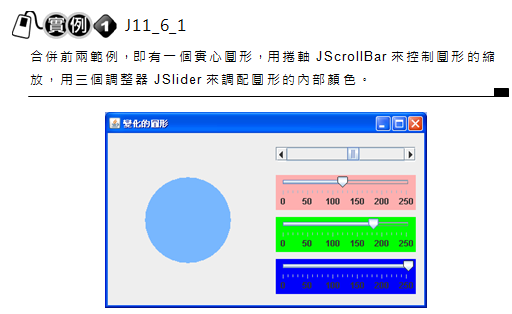 實例 1 J11_6_1
合併前兩範例，即有一個實心圓形，用捲軸 JScrollBar 來控制圓形的縮
放，用三個調整器 JSlider 來調配圓形的內部顏色。
變化的圓形
0 50 100 150 200 250
0 50 100 150 200 250
0 50 100 150 200 250